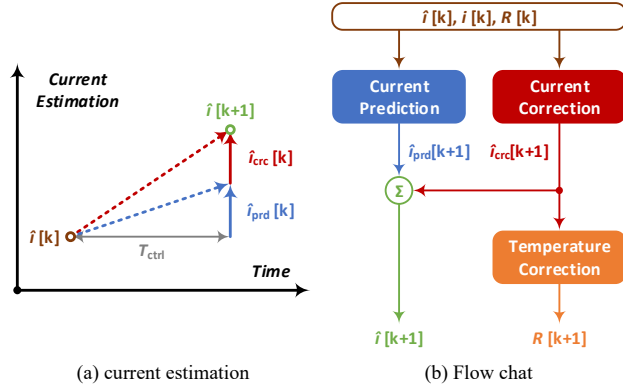 Current
Estimation
î [k+1]
î_crc [k]
î_prd [k]
î [k]
T_ctrl
Time
(a) current estimation
î [k], i [k], R [k]
Current
Prediction
Current
Correction
î_prd[k+1]
î_crc[k+1]
Σ
Temperature
Correction
î [k+1]
R [k+1]
(b) Flow chat